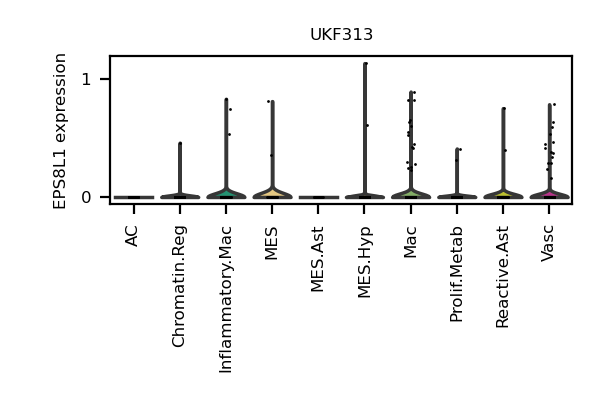 UKF313
EPS8L1 expression
1
0
AC
Chromatin.Reg
Inflammatory.Mac
MES
MES.Ast
MES.Hyp
Mac
Prolif.Metab
Reactive.Ast
Vasc